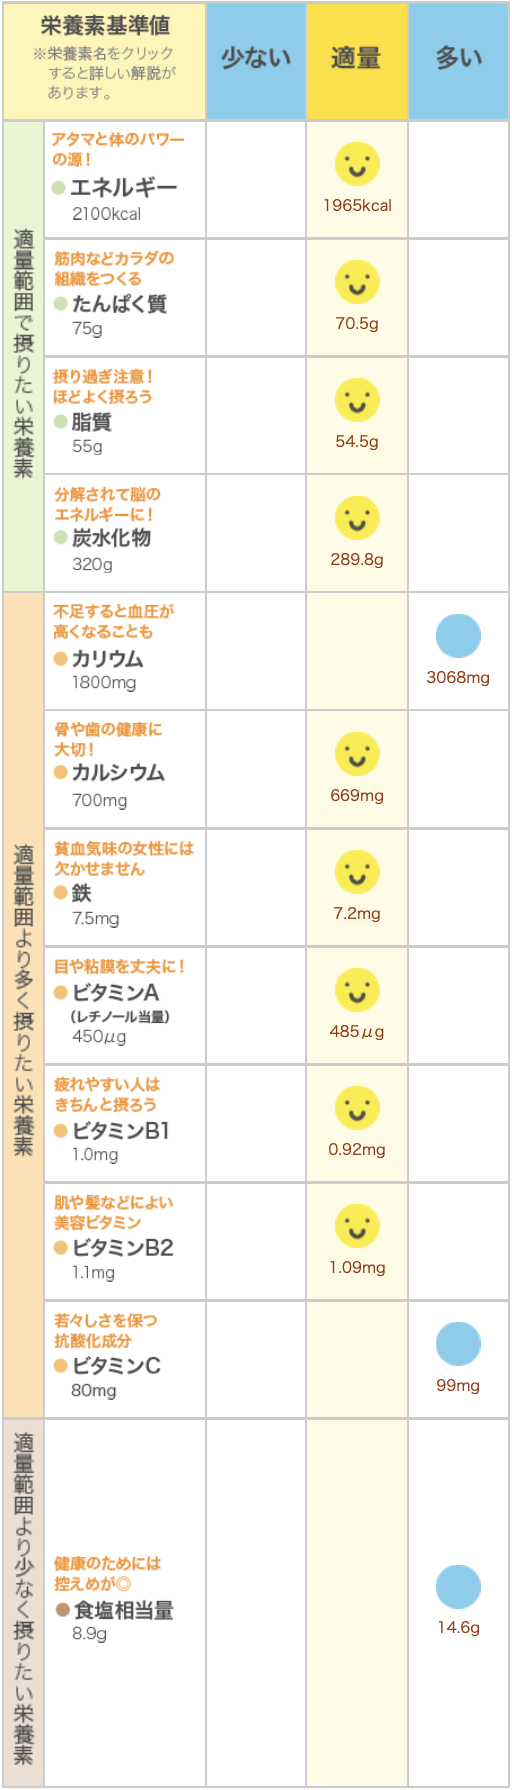 栄養素基準値
※栄養素名をクリック
すると詳しい解説が
あります。
少ない
適量
多い
適量範囲で摂りたい栄養素
アタマと体のパワー
の源！
エネルギー
2100kcal
1965kcal
筋肉などカラダの
組織をつくる
たんぱく質
75g
70.5g
摂り過ぎ注意！
ほどよく摂ろう
脂質
55g
54.5g
分解されて脳の
エネルギーに！
炭水化物
320g
289.8g
適量範囲より多く摂りたい栄養素
不足すると血圧が
高くなることも
カリウム
1800mg
3068mg
骨や歯の健康に
大切！
カルシウム
700mg
669mg
貧血気味の女性には
欠かせません
鉄
7.5mg
7.2mg
目や粘膜を丈夫に！
ビタミンA
（レチノール当量）
450μg
485μg
疲れやすい人は
きちんと摂ろう
ビタミンB1
1.0mg
0.92mg
肌や髪などによい
美容ビタミン
ビタミンB2
1.1mg
1.09mg
若々しさを保つ
抗酸化成分
ビタミンC
80mg
99mg
適量範囲より少なく摂りたい栄養素
健康のためには
控えめが◎
食塩相当量
8.9g
14.6g